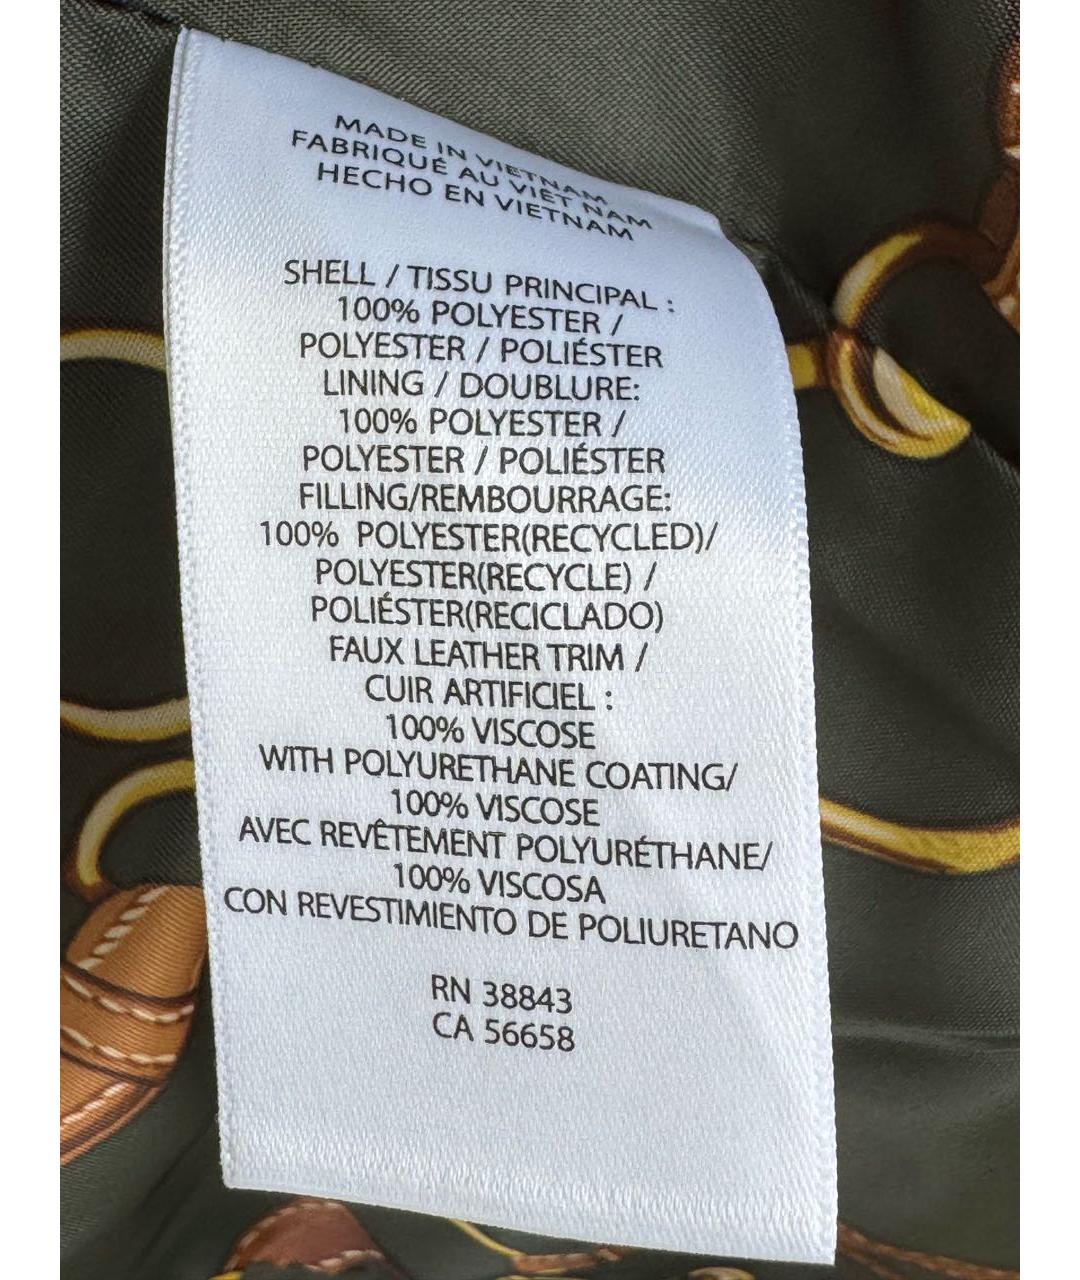 MADE IN VIETNAM
FABRIQUÉ AU VIÊT NAM
HECHO EN VIETNAM
SHELL / TISSU PRINCIPAL :
100% POLYESTER /
POLYESTER / POLIÉSTER
LINING / DOUBLURE:
100% POLYESTER /
POLYESTER / POLIÉSTER
FILLING/REMBOURRAGE:
100% POLYESTER(RECYCLED)/
POLYESTER(RECYCLE) /
POLIÉSTER(RECICLADO)
FAUX LEATHER TRIM /
CUIR ARTIFICIEL :
100% VISCOSE
WITH POLYURETHANE COATING/
100% VISCOSE
AVEC REVÊTEMENT POLYURÉTHANE/
100% VISCOSA
CON REVESTIMIENTO DE POLIURETANO
RN 38843
CA 56658